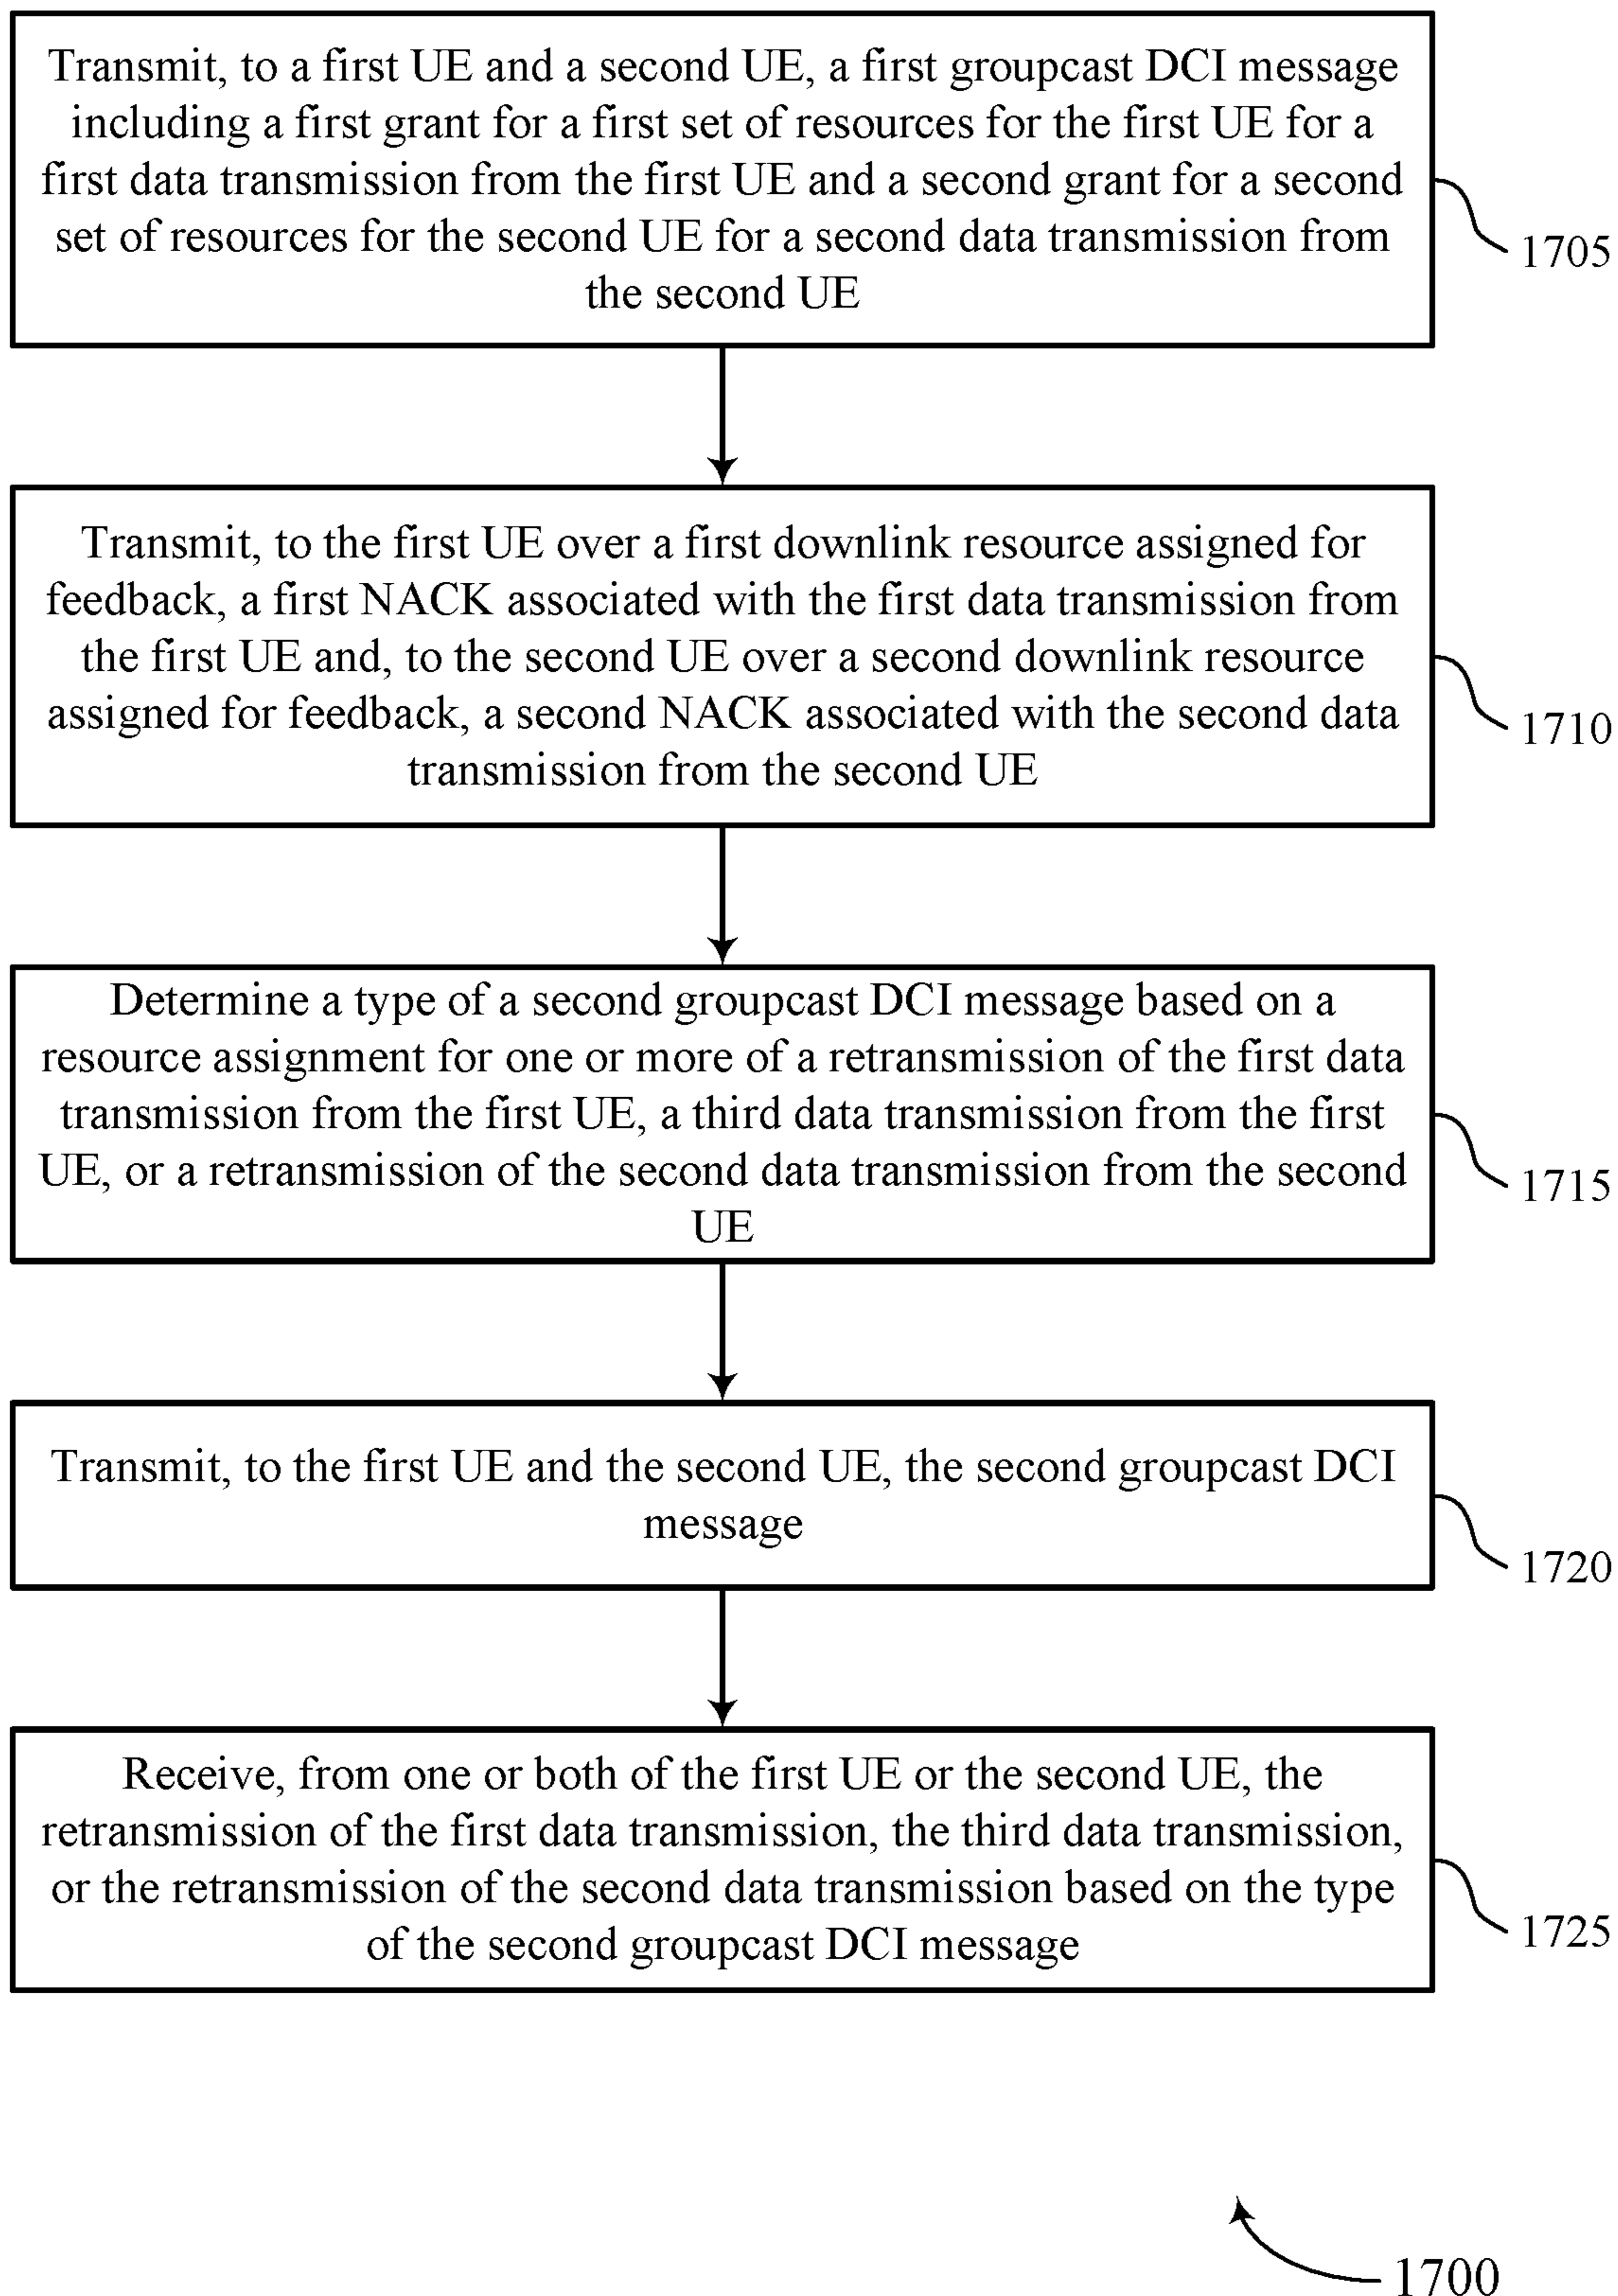 Transmit, to a first UE and a second UE, a first groupcast DCI message
including a first grant for a first set of resources for the first UE for a
first data transmission from the first UE and a second grant for a second
set of resources for the second UE for a second data transmission from
the second UE
1705
Transmit, to the first UE over a first downlink resource assigned for
feedback, a first NACK associated with the first data transmission from
the first UE and, to the second UE over a second downlink resource
assigned for feedback, a second NACK associated with the second data
transmission from the second UE
1710
Determine a type of a second groupcast DCI message based on a
resource assignment for one or more of a retransmission of the first data
transmission from the first UE, a third data transmission from the first
UE, or a retransmission of the second data transmission from the second
UE
1715
Transmit, to the first UE and the second UE, the second groupcast DCI
message
1720
Receive, from one or both of the first UE or the second UE, the
retransmission of the first data transmission, the third data transmission,
or the retransmission of the second data transmission based on the type
of the second groupcast DCI message
1725
1700